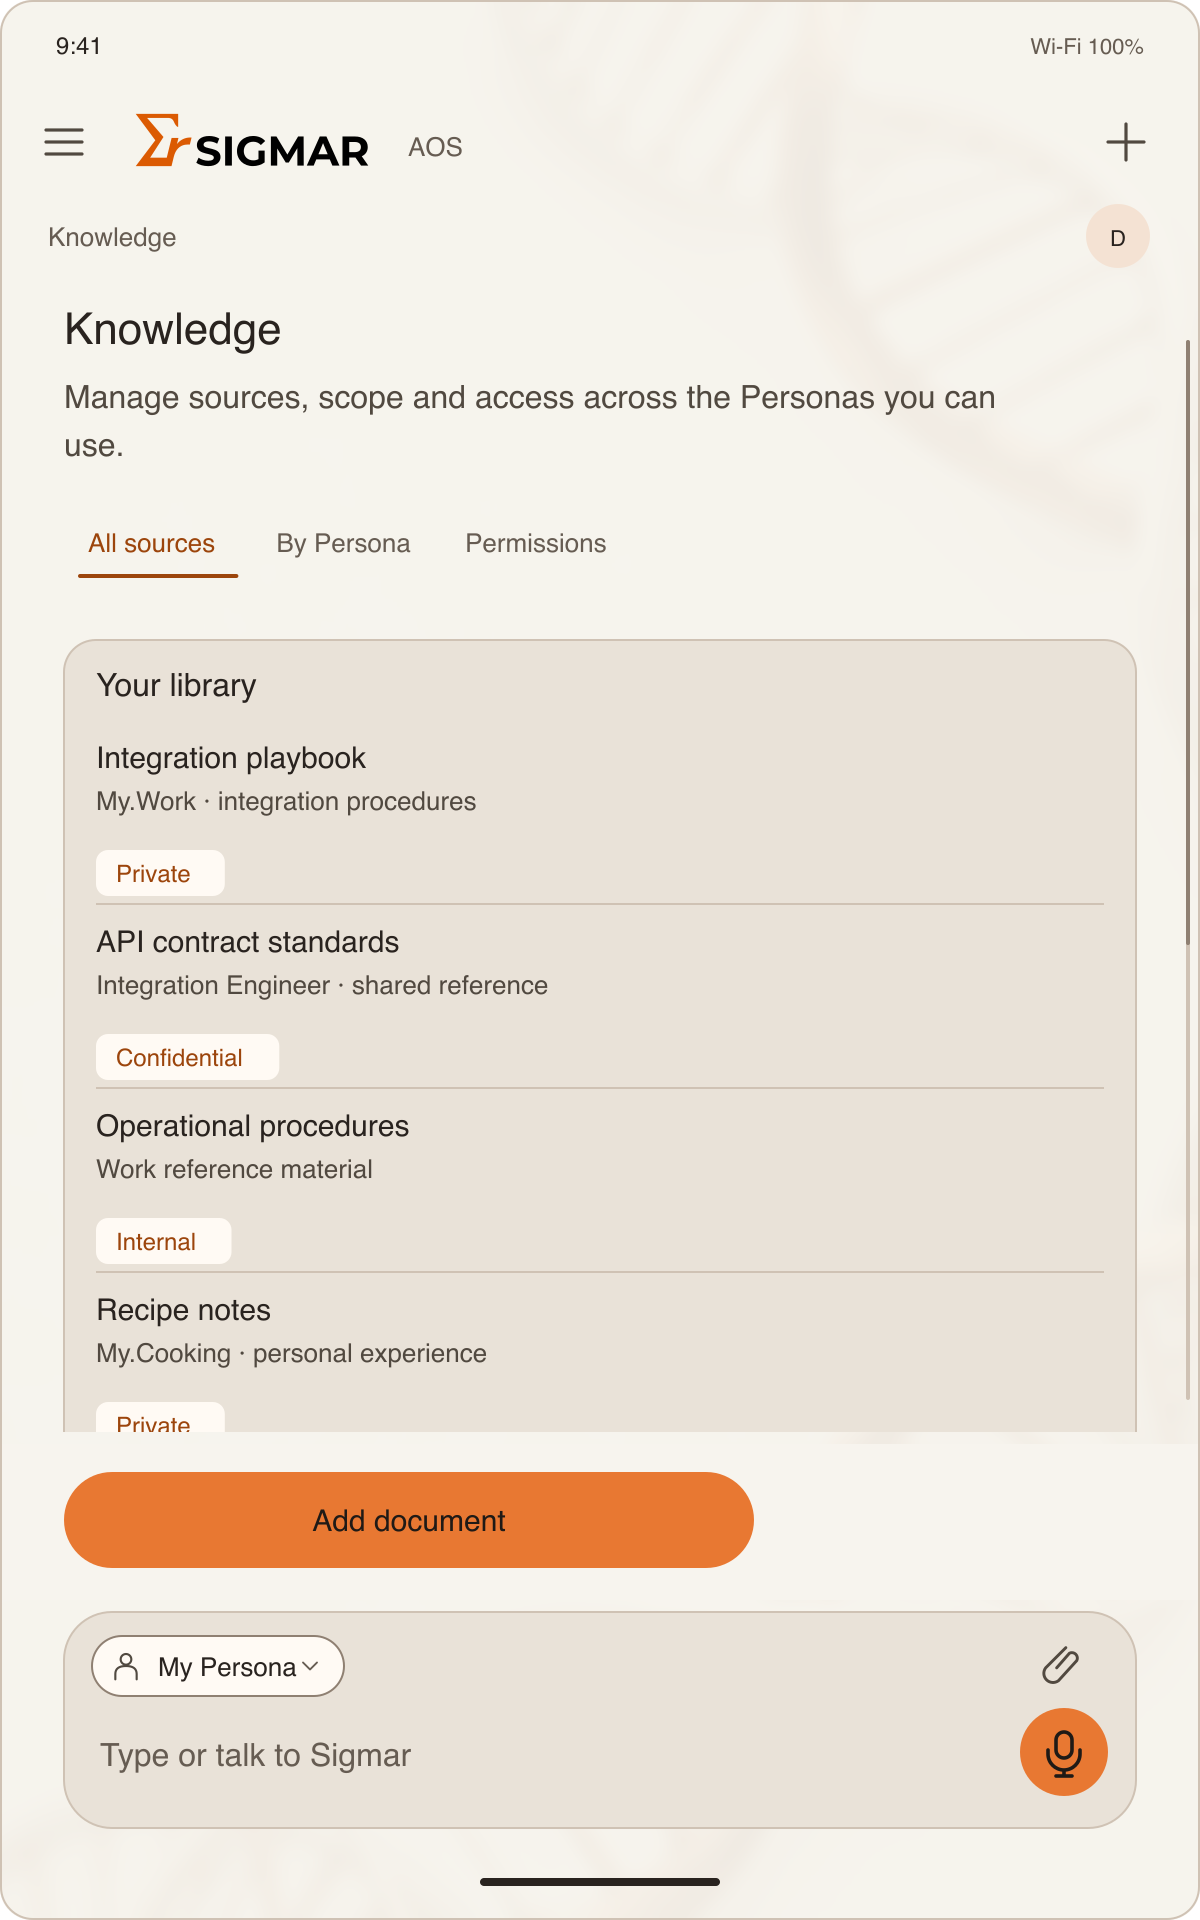 9:41
Wi-Fi 100%
Σr SIGMAR AOS
Knowledge
D
Knowledge
Manage sources, scope and access across the Personas you can
use.
All sources By Persona Permissions
Your library
Integration playbook
My.Work · integration procedures
Private
API contract standards
Integration Engineer · shared reference
Confidential
Operational procedures
Work reference material
Internal
Recipe notes
My.Cooking · personal experience
Private
Add document
My Persona
Type or talk to Sigmar